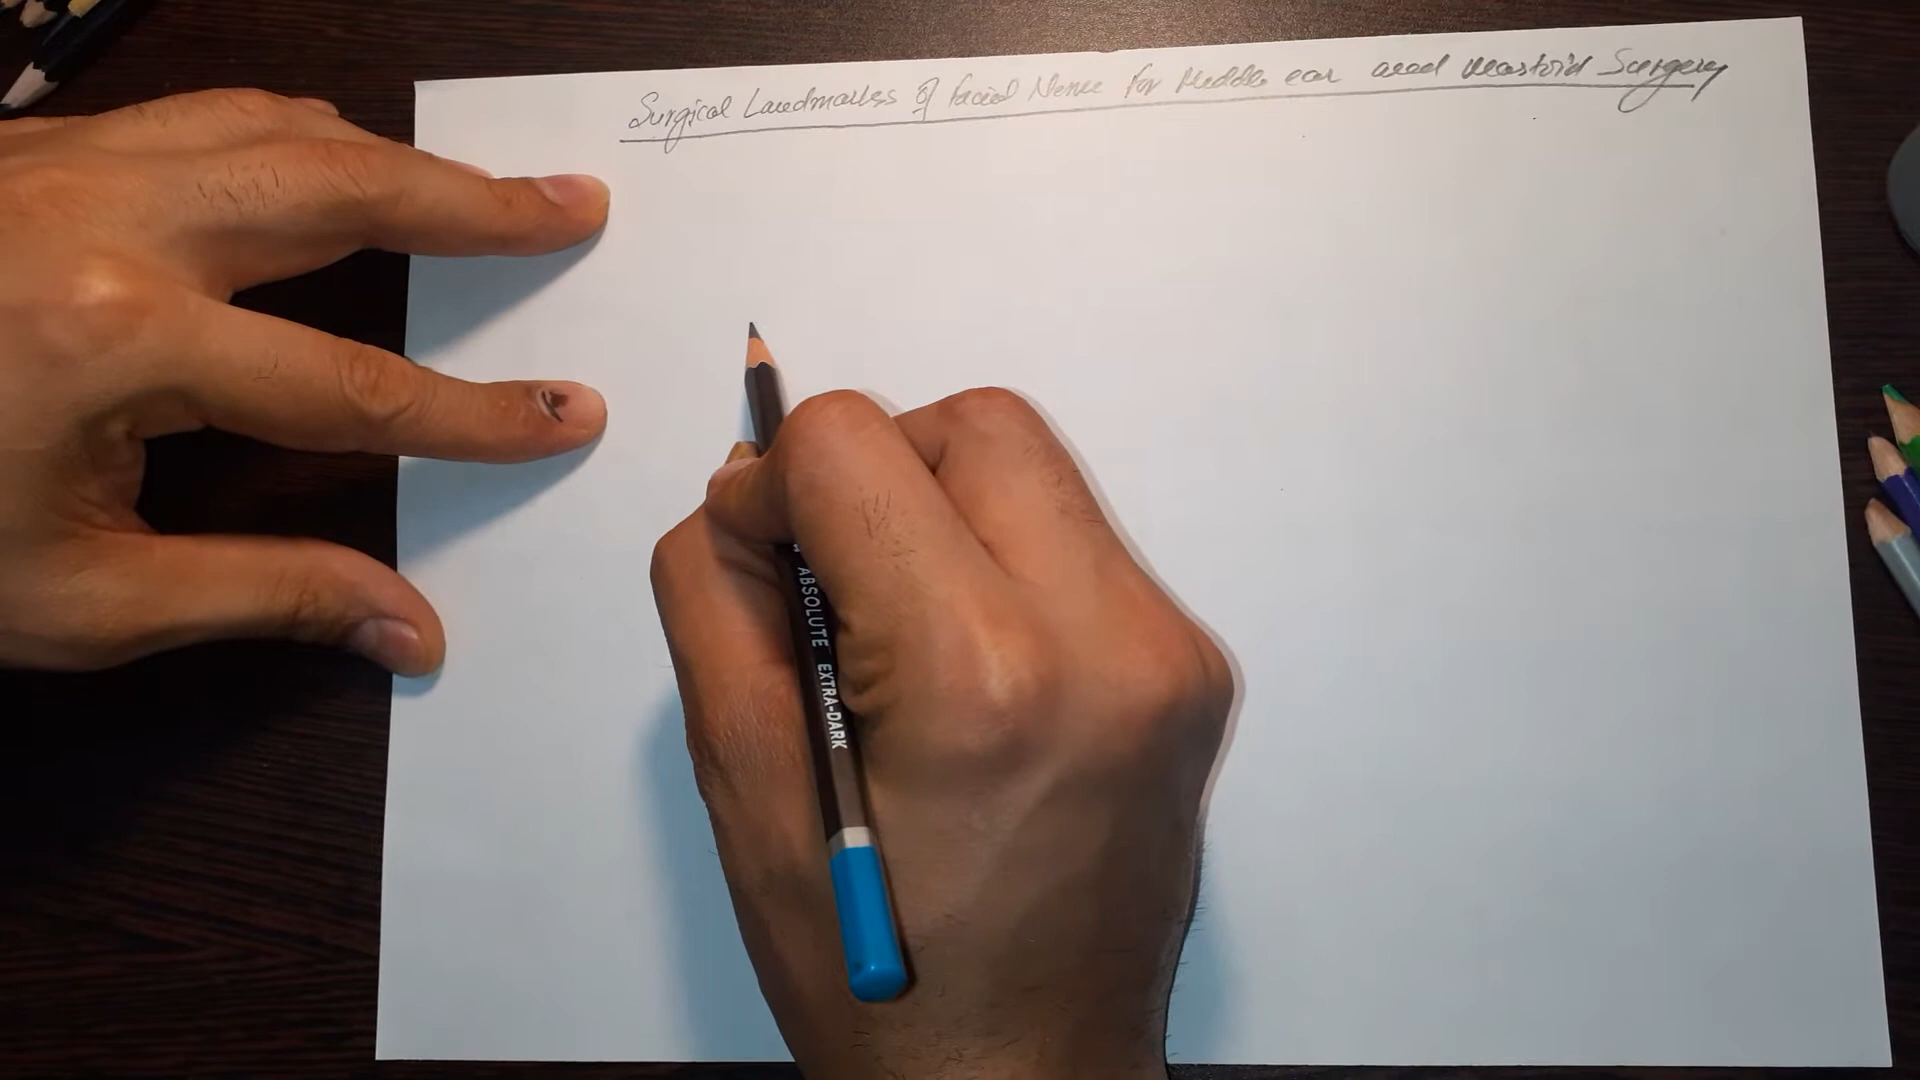 Surgical Landmarks of facial Nerve for Middle ear and Mastoid Surgery
ABSOLUTE EXTRA-DARK